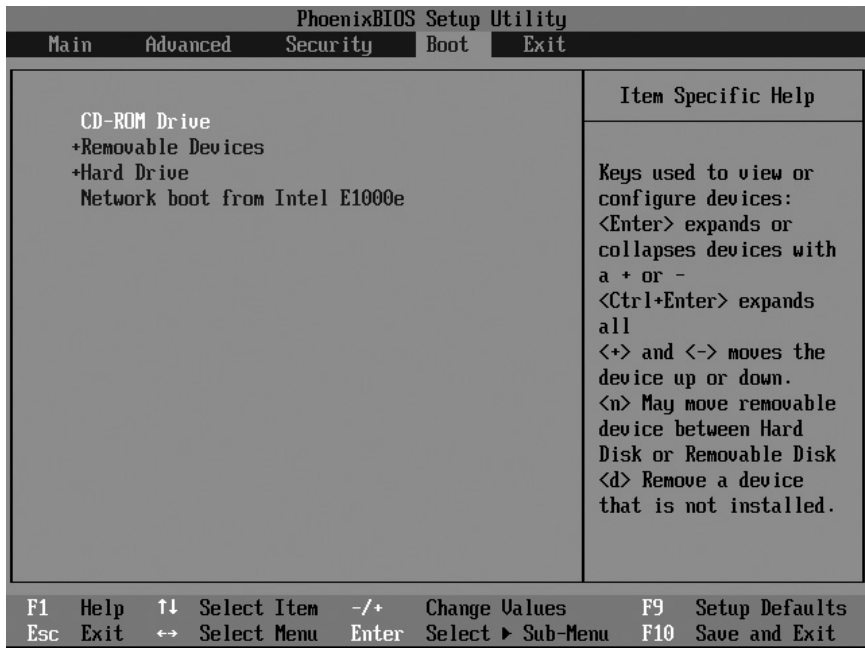 PhoenixBIOS Setup Utility
Main Advanced Security Boot Exit
CD-ROM Drive
+Removable Devices
+Hard Drive
Network boot from Intel E1000e
Item Specific Help
Keys used to view or
configure devices:
<Enter> expands or
collapses devices with
a + or -
<Ctrl+Enter> expands
all
<+> and <-> moves the
device up or down.
<n> May move removable
device between Hard
Disk or Removable Disk
<d> Remove a device
that is not installed.
F1 Help ↑↓ Select Item -/+ Change Values F9 Setup Defaults
Esc Exit ↔ Select Menu Enter Select ▶ Sub-Menu F10 Save and Exit